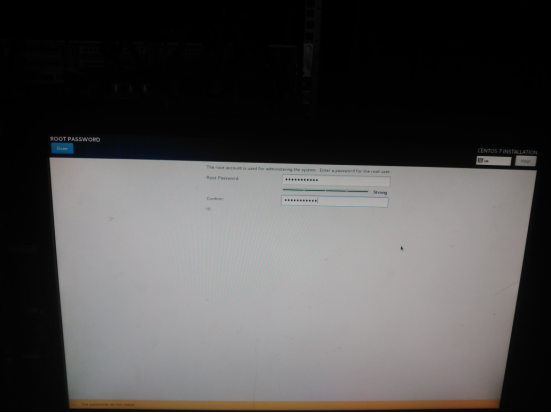 ROOT PASSWORD
Done
CENTOS 7 INSTALLATION
us
Help!
The root account is used for administering the system. Enter a password for the root user.
Root Password:
•••••••••••
Strong
Confirm:
•••••••••••